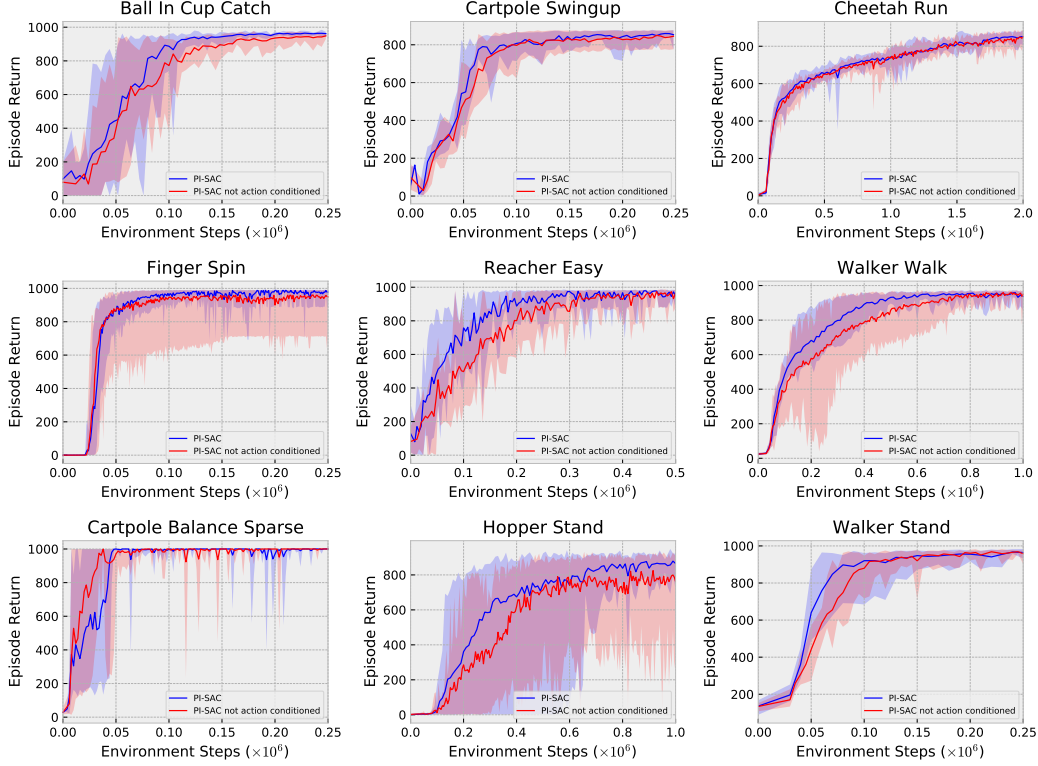 Ball In Cup Catch
Episode Return
1000
800
600
400
200
0
PI-SAC
PI-SAC not action conditioned
0.00 0.05 0.10 0.15 0.20 0.25
Environment Steps (×10⁶)
Cartpole Swingup
Episode Return
800
600
400
200
0
PI-SAC
PI-SAC not action conditioned
0.00 0.05 0.10 0.15 0.20 0.25
Environment Steps (×10⁶)
Cheetah Run
Episode Return
800
600
400
200
0
PI-SAC
PI-SAC not action conditioned
0.0 0.5 1.0 1.5 2.0
Environment Steps (×10⁶)
Finger Spin
Episode Return
1000
800
600
400
200
0
PI-SAC
PI-SAC not action conditioned
0.00 0.05 0.10 0.15 0.20 0.25
Environment Steps (×10⁶)
Reacher Easy
Episode Return
1000
800
600
400
200
0
PI-SAC
PI-SAC not action conditioned
0.0 0.1 0.2 0.3 0.4 0.5
Environment Steps (×10⁶)
Walker Walk
Episode Return
1000
800
600
400
200
0
PI-SAC
PI-SAC not action conditioned
0.0 0.2 0.4 0.6 0.8 1.0
Environment Steps (×10⁶)
Cartpole Balance Sparse
Episode Return
1000
800
600
400
200
0
PI-SAC
PI-SAC not action conditioned
0.00 0.05 0.10 0.15 0.20 0.25
Environment Steps (×10⁶)
Hopper Stand
Episode Return
800
600
400
200
0
PI-SAC
PI-SAC not action conditioned
0.0 0.2 0.4 0.6 0.8 1.0
Environment Steps (×10⁶)
Walker Stand
Episode Return
1000
800
600
400
200
PI-SAC
PI-SAC not action conditioned
0.00 0.05 0.10 0.15 0.20 0.25
Environment Steps (×10⁶)